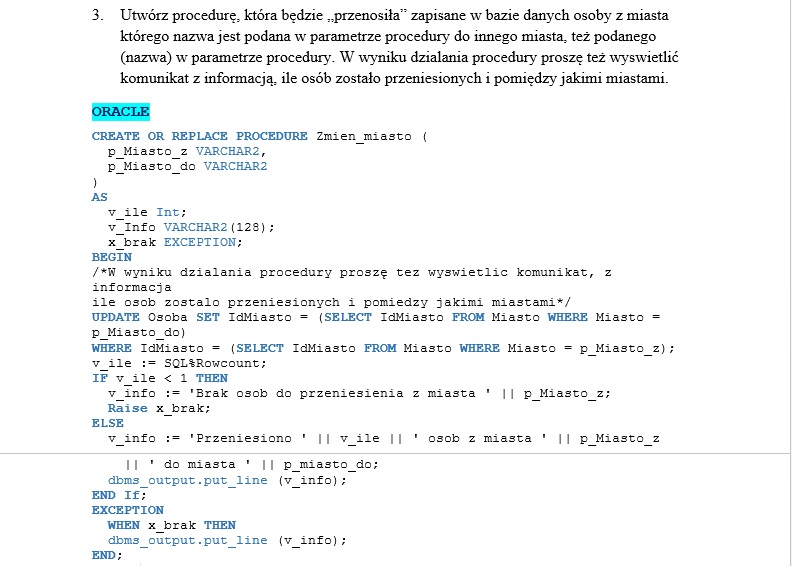 3. Utwórz procedurę, która będzie „przenosiła” zapisane w bazie danych osoby z miasta
którego nazwa jest podana w parametrze procedury do innego miasta, też podanego
(nazwa) w parametrze procedury. W wyniku dzialania procedury proszę też wyswietlić
komunikat z informacją, ile osób zostało przeniesionych i pomiędzy jakimi miastami.
ORACLE
CREATE OR REPLACE PROCEDURE Zmien_miasto (
p_Miasto_z VARCHAR2,
p_Miasto_do VARCHAR2
)
AS
v_ile Int;
v_Info VARCHAR2(128);
x_brak EXCEPTION;
BEGIN
/*W wyniku dzialania procedury proszę tez wyswietlic komunikat, z
informacja
ile osob zostalo przeniesionych i pomiedzy jakimi miastami*/
UPDATE Osoba SET IdMiasto = (SELECT IdMiasto FROM Miasto WHERE Miasto =
p_Miasto_do)
WHERE IdMiasto = (SELECT IdMiasto FROM Miasto WHERE Miasto = p_Miasto_z);
v_ile := SQL%Rowcount;
IF v_ile < 1 THEN
v_info := 'Brak osob do przeniesienia z miasta ' || p_Miasto_z;
Raise x_brak;
ELSE
v_info := 'Przeniesiono ' || v_ile || ' osob z miasta ' || p_Miasto_z
|| ' do miasta ' || p_miasto_do;
dbms_output.put_line (v_info);
END If;
EXCEPTION
WHEN x_brak THEN
dbms_output.put_line (v_info);
END;